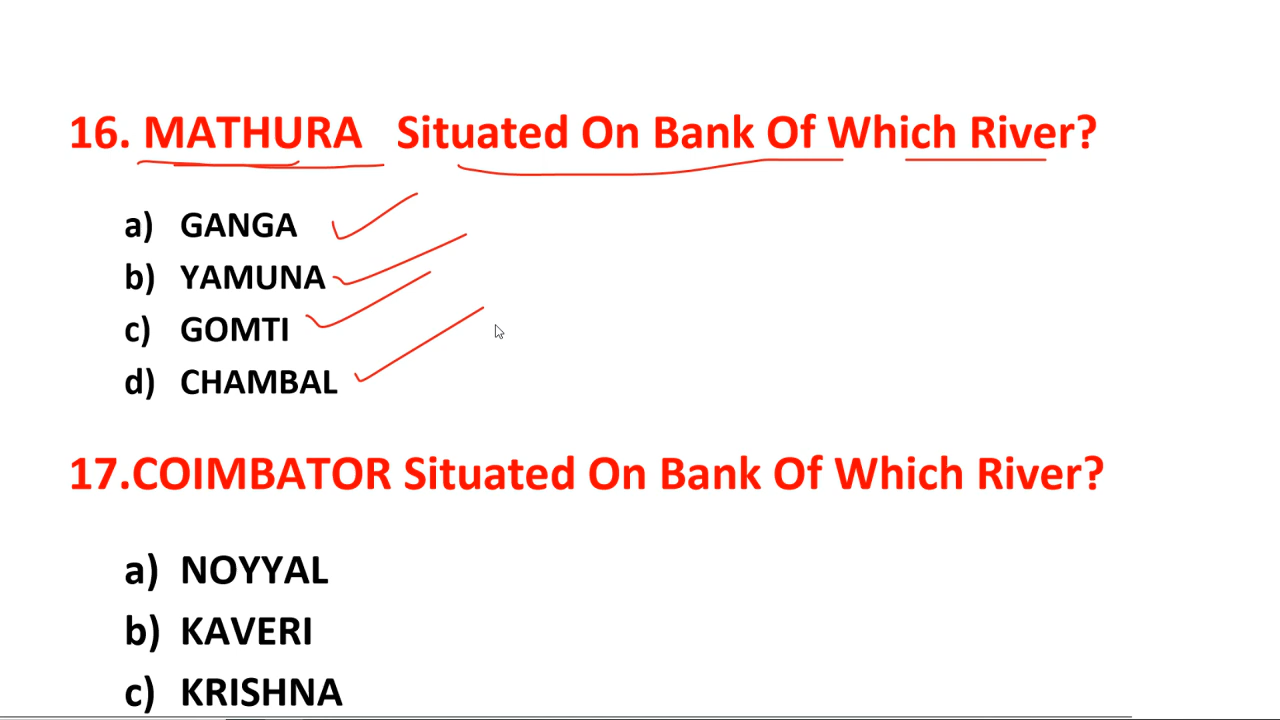 16. MATHURA Situated On Bank Of Which River?
a) GANGA
b) YAMUNA
c) GOMTI
d) CHAMBAL
17.COIMBATOR Situated On Bank Of Which River?
a) NOYYAL
b) KAVERI
c) KRISHNA